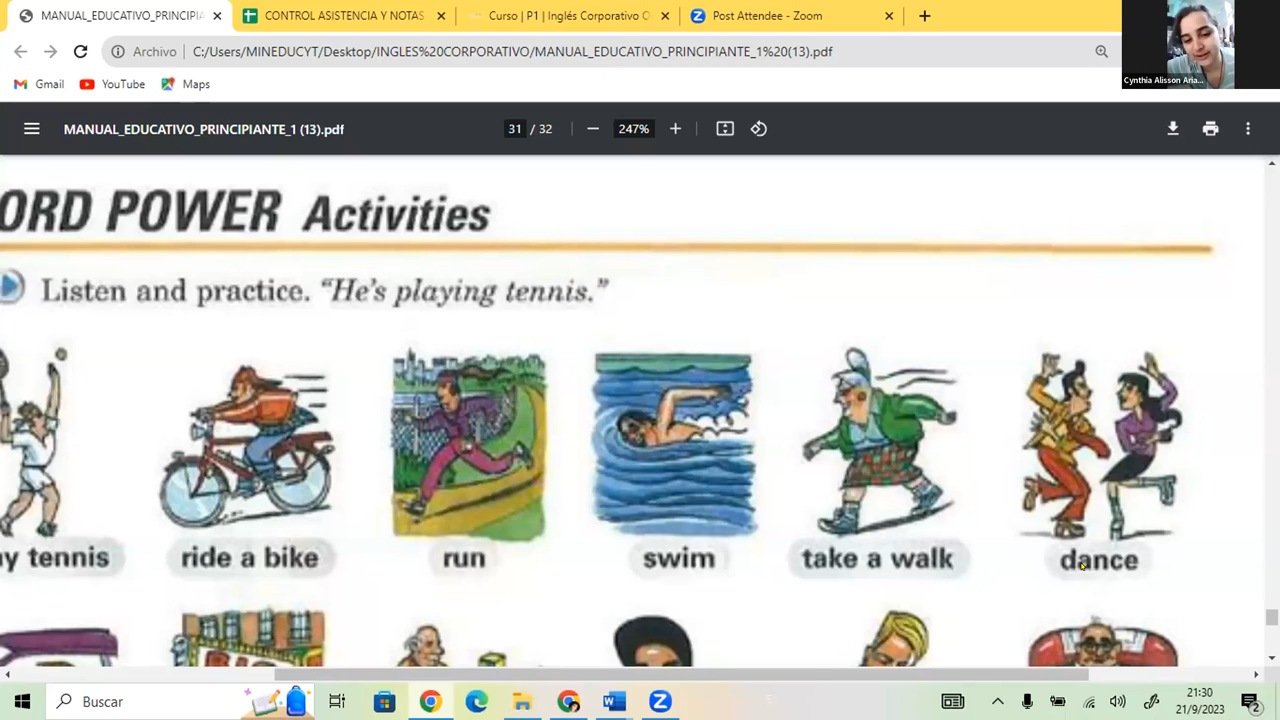 MANUAL_EDUCATIVO_PRINCIPIA
CONTROL ASISTENCIA Y NOTAS
Curso | P1 | Inglés Corporativo
Post Attendee - Zoom
Archivo
C:/Users/MINEDUCYT/Desktop/INGLES%20CORPORATIVO/MANUAL_EDUCATIVO_PRINCIPIANTE_1%20(13).pdf
Cynthia Alisson Aria...
Gmail
YouTube
Maps
MANUAL_EDUCATIVO_PRINCIPIANTE_1 (13).pdf
31 / 32
247%
ORD POWER Activities
Listen and practice. "He's playing tennis."
y tennis
ride a bike
run
swim
take a walk
dance
Buscar
21:30
21/9/2023
2